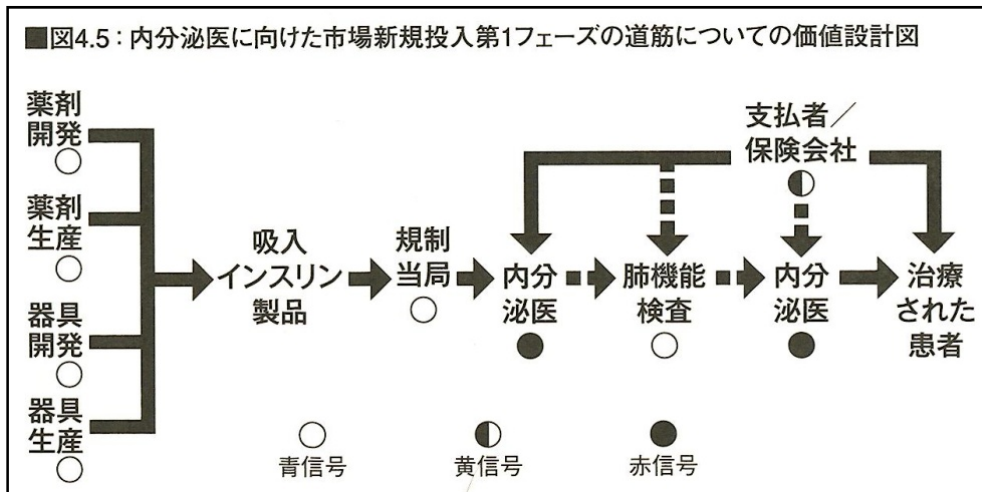 ■図4.5：内分泌医に向けた市場新規投入第1フェーズの道筋についての価値設計図
薬剤
開発
薬剤
生産
器具
開発
器具
生産
吸入
インスリン
製品
規制
当局
内分
泌医
肺機能
検査
内分
泌医
支払者／
保険会社
治療
された
患者
青信号
黄信号
赤信号